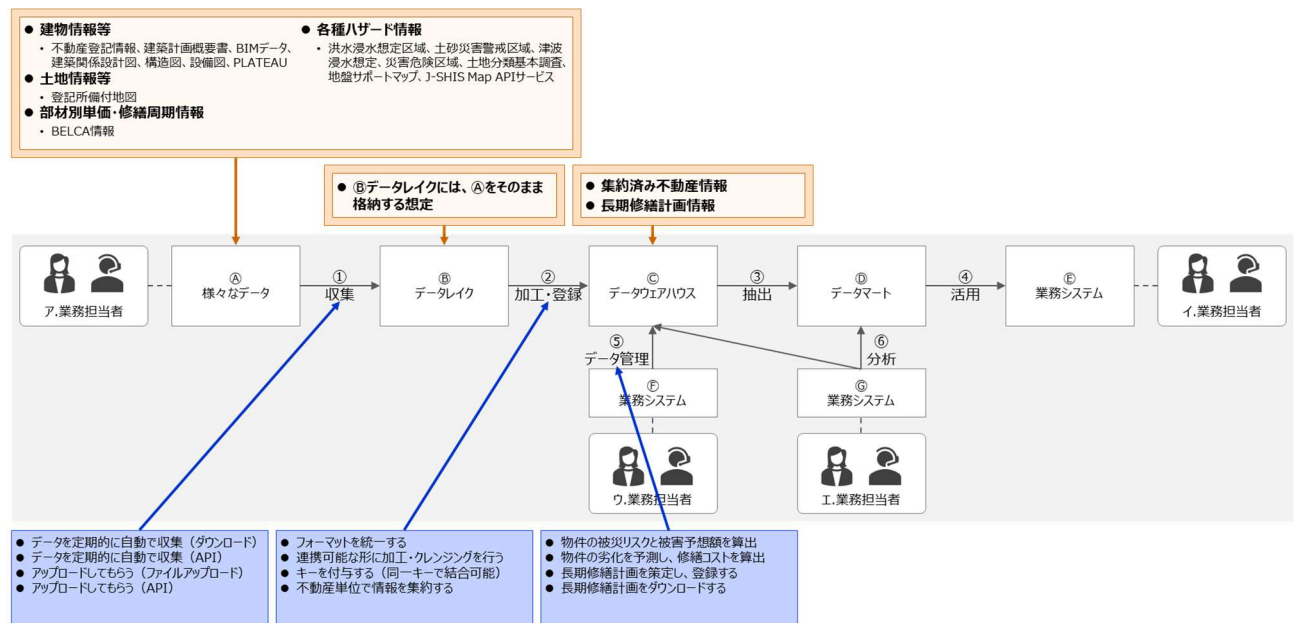 ● 建物情報等
・ 不動産登記情報、建築計画概要書、BIMデータ、
建築関係設計図、構造図、設備図、PLATEAU
● 土地情報等
・ 登記所備付地図
● 部材別単価・修繕周期情報
・ BELCA情報
● 各種ハザード情報
・ 洪水浸水想定区域、土砂災害警戒区域、津波
浸水想定、災害危険区域、土地分類基本調査、
地盤サポートマップ、J-SHIS Map APIサービス
● Ⓑデータレイクには、Ⓐをそのまま
格納する想定
● 集約済み不動産情報
● 長期修繕計画情報
ア.業務担当者
Ⓐ
様々なデータ
①
収集
Ⓑ
データレイク
②
加工・登録
Ⓒ
データウェアハウス
③
抽出
Ⓓ
データマート
④
活用
Ⓔ
業務システム
イ.業務担当者
⑤
データ管理
⑥
分析
Ⓕ
業務システム
Ⓖ
業務システム
ウ.業務担当者
エ.業務担当者
● データを定期的に自動で収集（ダウンロード）
● データを定期的に自動で収集（API）
● アップロードしてもらう（ファイルアップロード）
● アップロードしてもらう（API）
● フォーマットを統一する
● 連携可能な形に加工・クレンジングを行う
● キーを付与する（同一キーで結合可能）
● 不動産単位で情報を集約する
● 物件の被災リスクと被害予想額を算出
● 物件の劣化を予測し、修繕コストを算出
● 長期修繕計画を策定し、登録する
● 長期修繕計画をダウンロードする